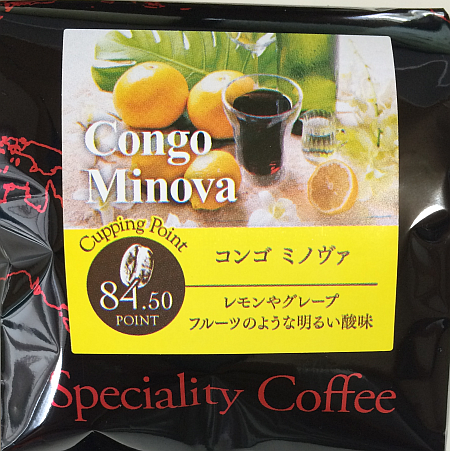 Congo
Minova
Cupping Point
84.50
POINT
コンゴ ミノヴァ
レモンやグレープ
フルーツのような明るい酸味
Speciality Coffee